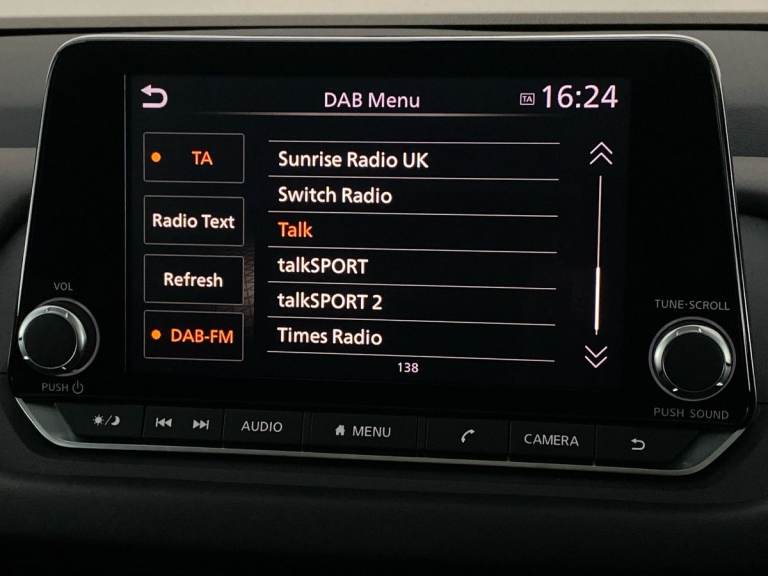 DAB Menu
TA 16:24
TA
Radio Text
Refresh
DAB-FM
Sunrise Radio UK
Switch Radio
Talk
talkSPORT
talkSPORT 2
Times Radio
138
VOL
PUSH
TUNE·SCROLL
PUSH SOUND
AUDIO
MENU
CAMERA